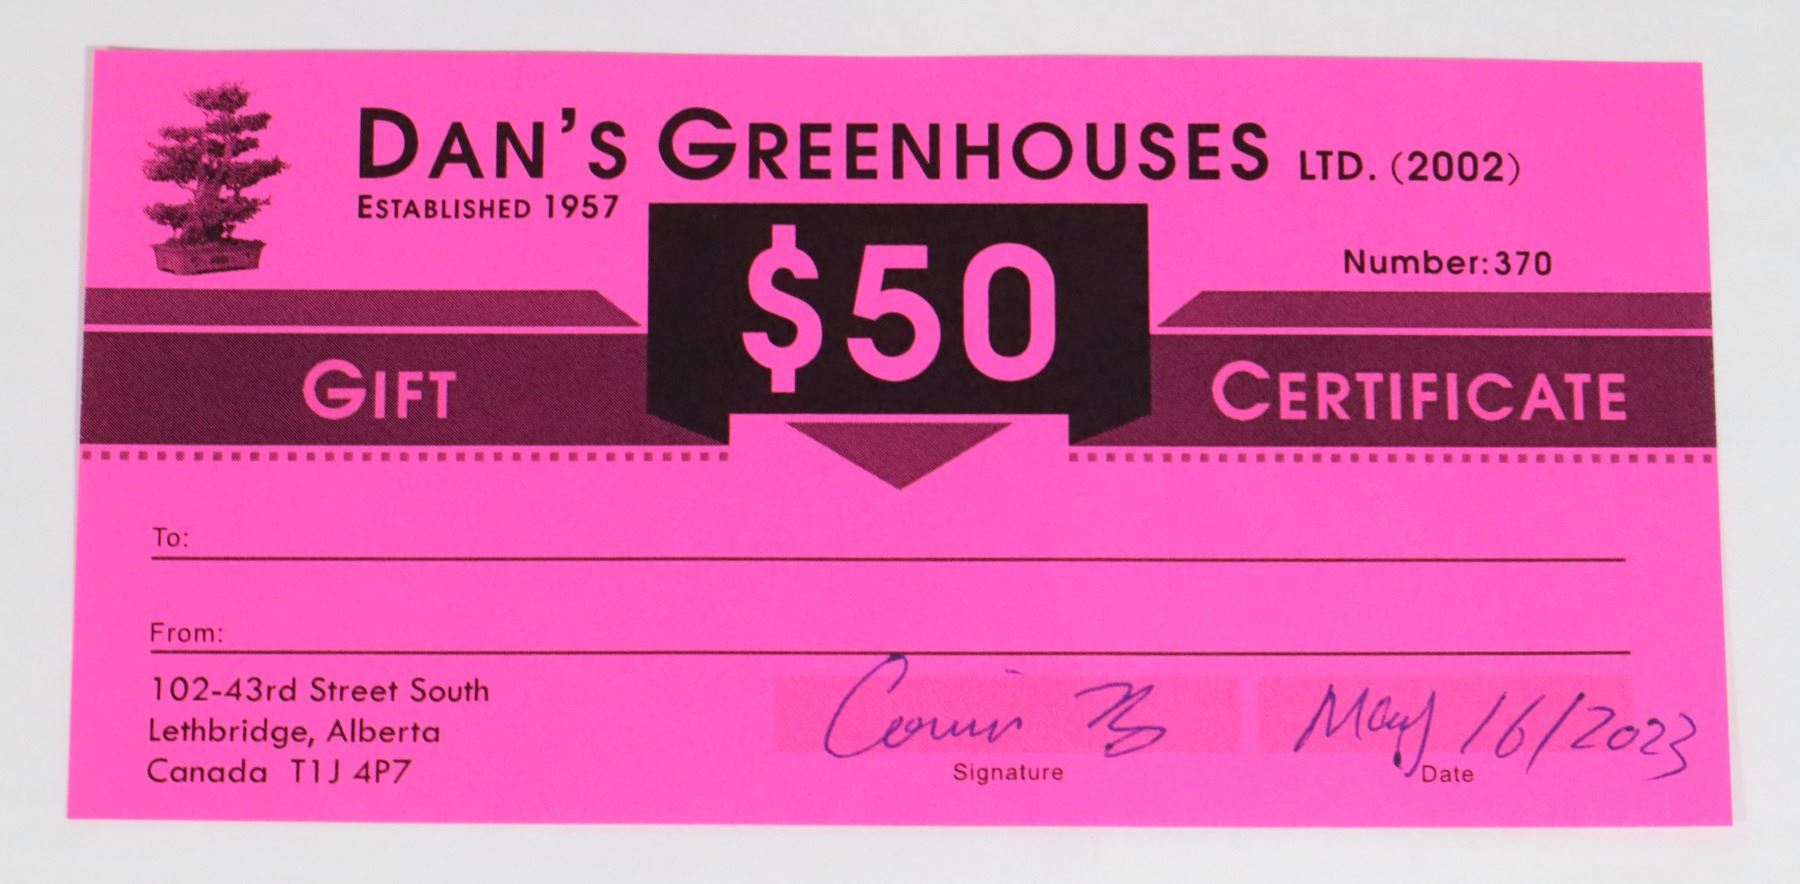 DAN'S GREENHOUSES LTD. (2002)
ESTABLISHED 1957
$50
Number: 370
GIFT CERTIFICATE
To:
From:
102-43rd Street South
Lethbridge, Alberta
Canada T1J 4P7
May 16/2023
Signature
Date